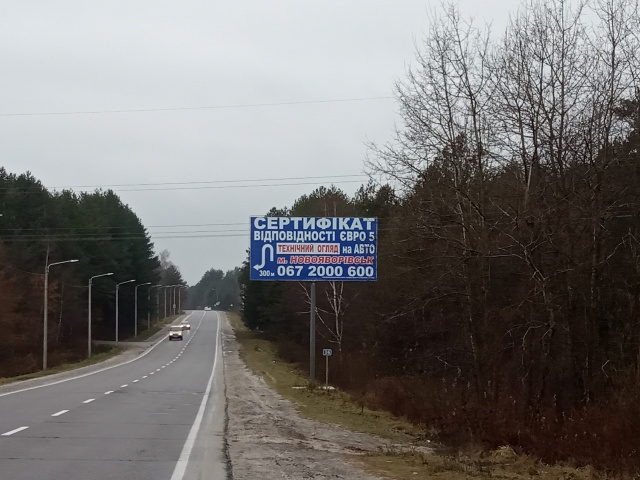 СЕРТИФІКАТ
ВІДПОВІДНОСТІ ЄВРО 5
ТЕХНІЧНИЙ ОГЛЯД на АВТО
м. НОВОЯВОРІВСЬК
300м 067 2000 600